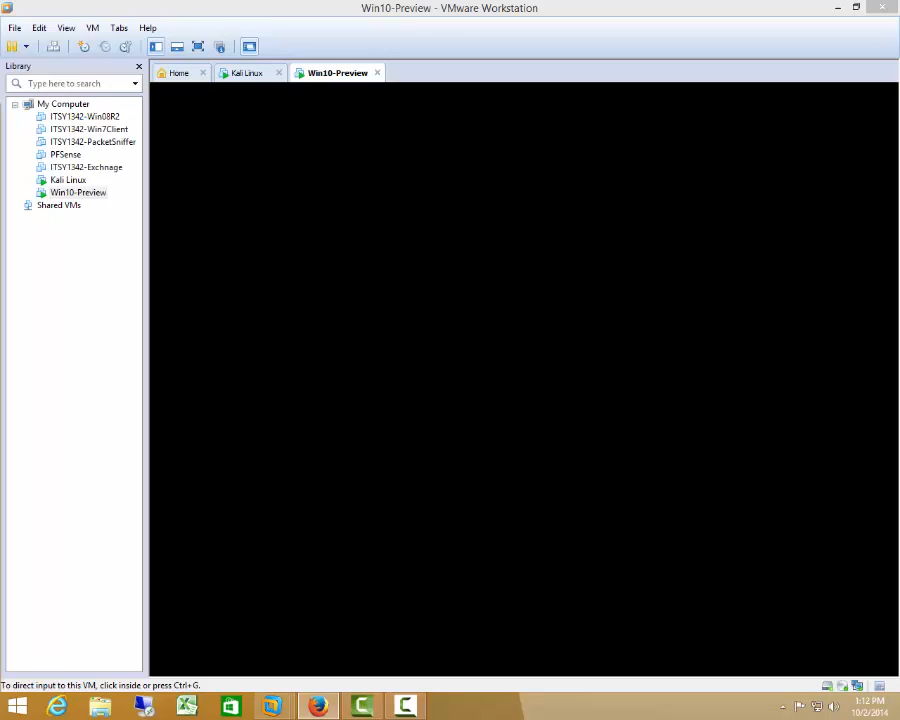 Win10-Preview - VMware Workstation
File Edit View VM Tabs Help
Library
Home Kali Linux Win10-Preview
Type here to search
My Computer
ITSY1342-Win08R2
ITSY1342-Win7Client
ITSY1342-PacketSniffer
PFSense
ITSY1342-Exchnage
Kali Linux
Win10-Preview
Shared VMs
To direct input to this VM, click inside or press Ctrl+G.
1:12 PM
10/2/2014